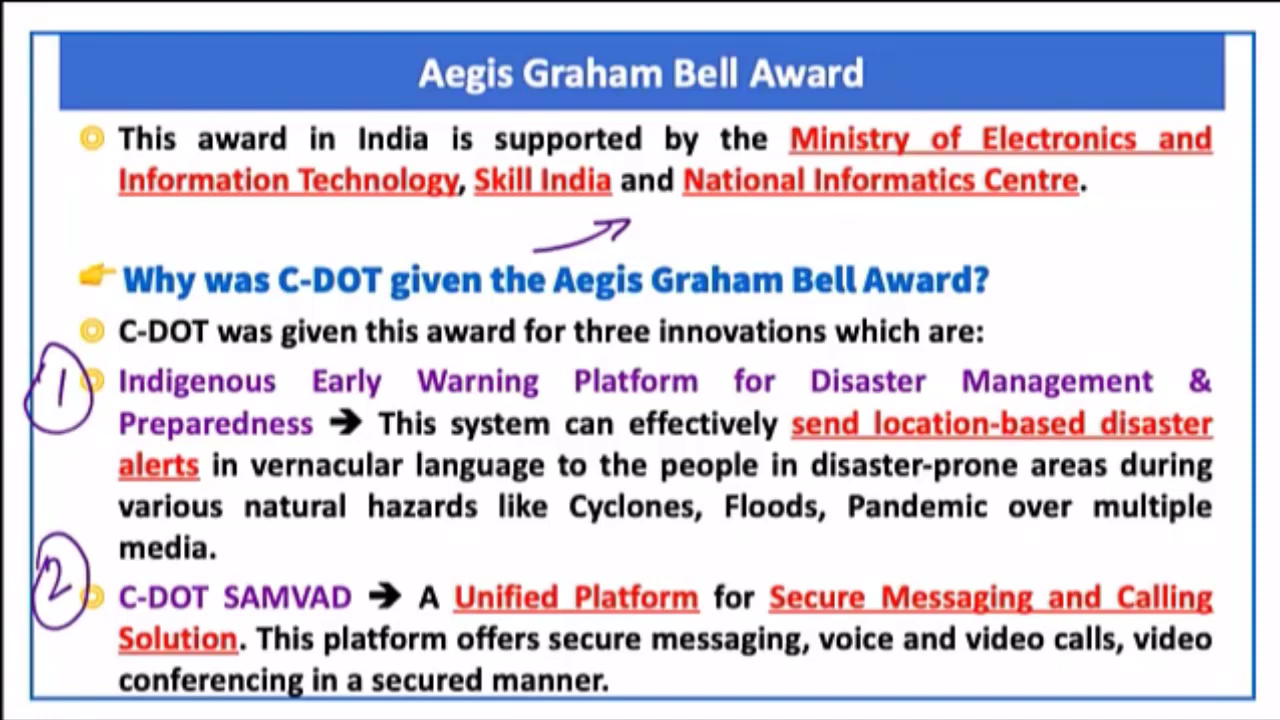 Aegis Graham Bell Award
This award in India is supported by the Ministry of Electronics and
Information Technology, Skill India and National Informatics Centre.
Why was C-DOT given the Aegis Graham Bell Award?
C-DOT was given this award for three innovations which are:
1
Indigenous Early Warning Platform for Disaster Management &
Preparedness ➔ This system can effectively send location-based disaster
alerts in vernacular language to the people in disaster-prone areas during
various natural hazards like Cyclones, Floods, Pandemic over multiple
media.
2
C-DOT SAMVAD ➔ A Unified Platform for Secure Messaging and Calling
Solution. This platform offers secure messaging, voice and video calls, video
conferencing in a secured manner.